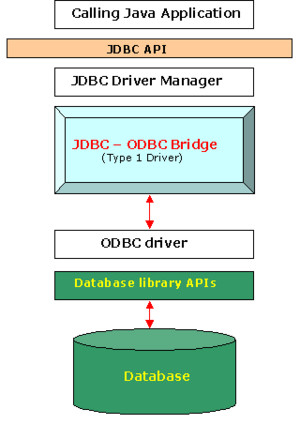 Calling Java Application
JDBC API
JDBC Driver Manager
JDBC – ODBC Bridge
(Type 1 Driver)
ODBC driver
Database library APIs
Database